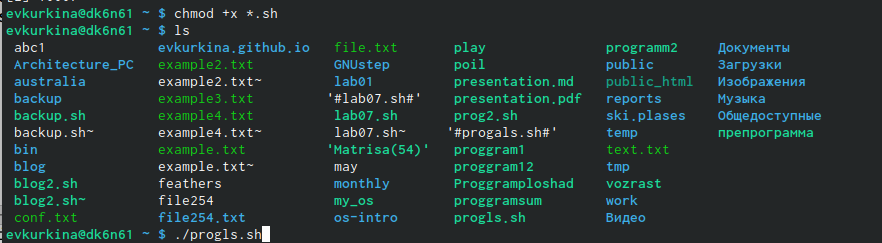 evkurkina@dk6n61 ~ $ chmod +x *.sh
evkurkina@dk6n61 ~ $ ls
abc1 evkurkina.github.io file.txt play programm2 Документы
Architecture_PC example2.txt GNUstep poil public Загрузки
australia example2.txt~ lab01 presentation.md public_html Изображения
backup example3.txt '#lab07.sh#' presentation.pdf reports Музыка
backup.sh example4.txt lab07.sh prog2.sh ski.plases Общедоступные
backup.sh~ example4.txt~ lab07.sh~ '#progals.sh#' temp препрограмма
bin example.txt 'Matrisa(54)' proggram1 text.txt
blog example.txt~ may proggram12 tmp
blog2.sh feathers monthly Proggramploshad vozrast
blog2.sh~ file254 my_os proggramsum work
conf.txt file254.txt os-intro progls.sh Видео
evkurkina@dk6n61 ~ $ ./progls.sh